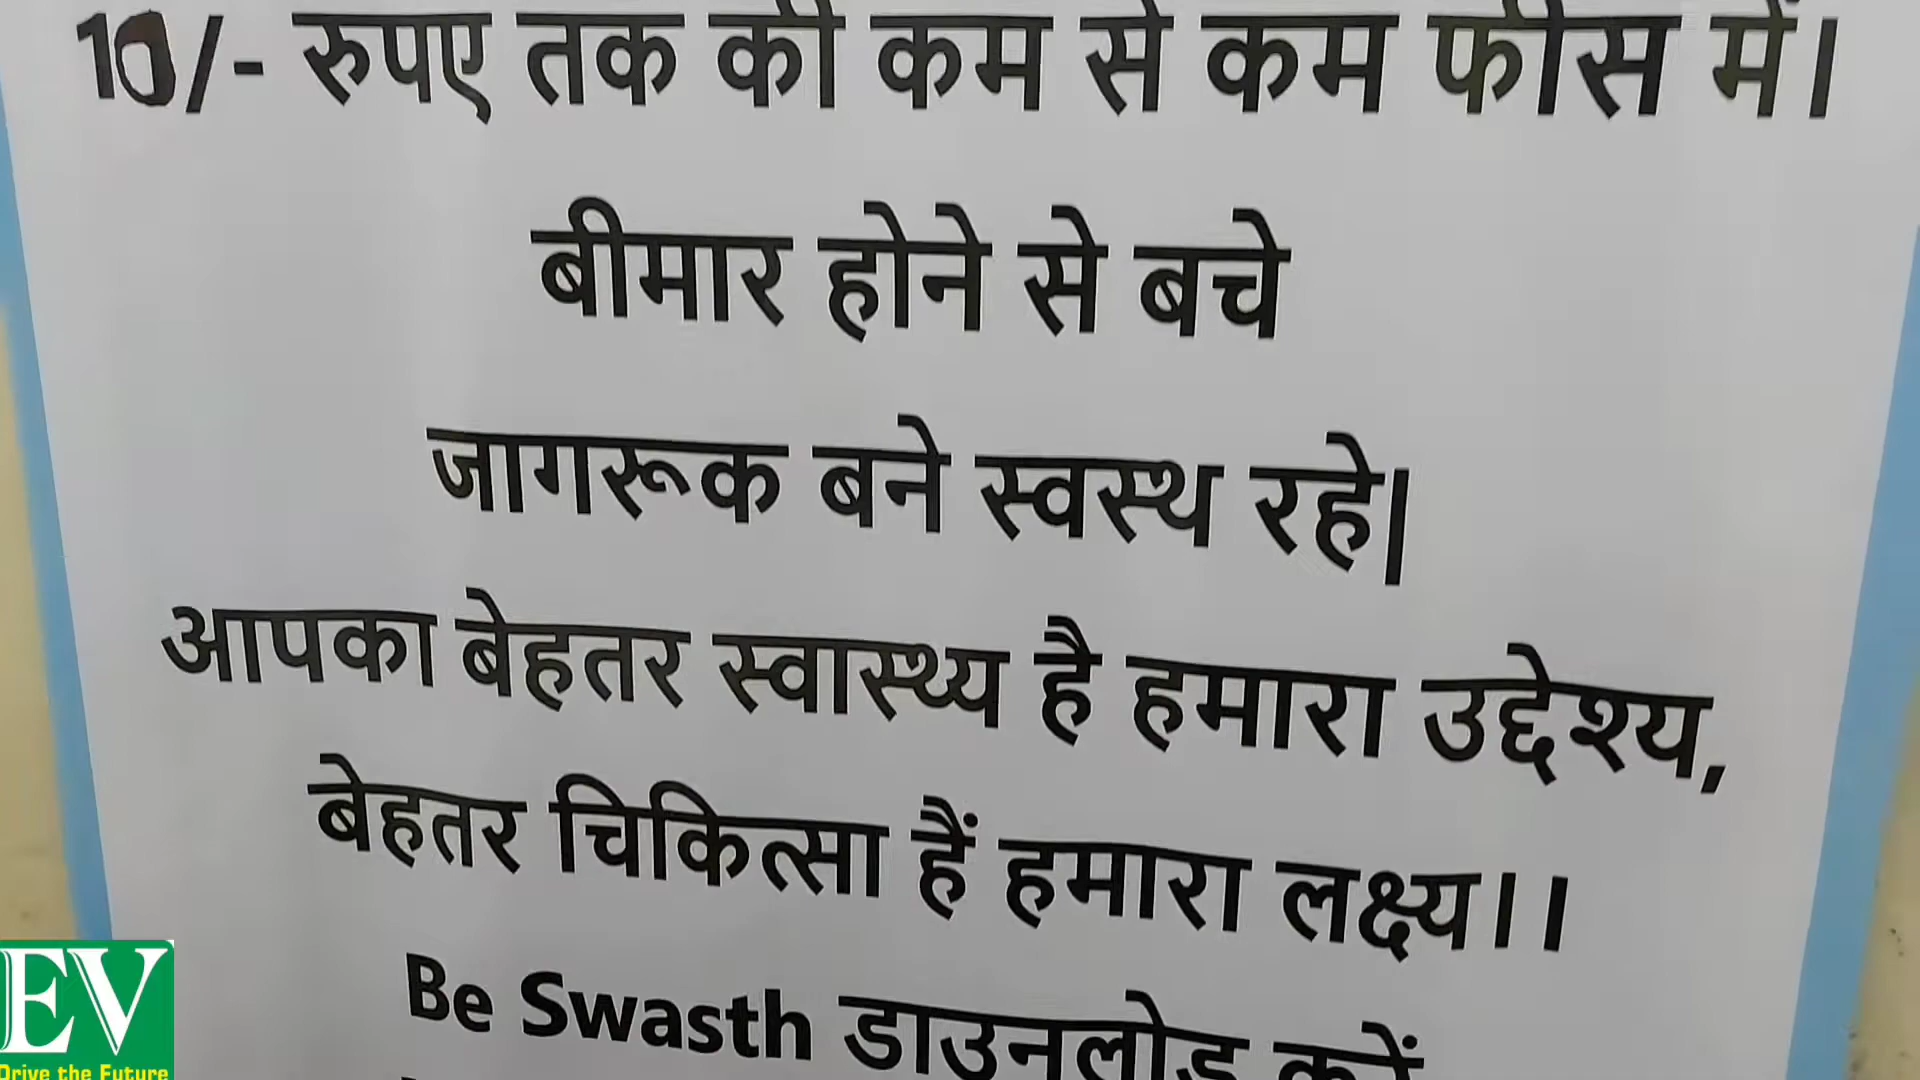 10/- रुपए तक की कम से कम फीस में।
बीमार होने से बचे
जागरूक बने स्वस्थ रहे|
आपका बेहतर स्वास्थ्य है हमारा उद्देश्य,
बेहतर चिकित्सा हैं हमारा लक्ष्य।।
Be Swasth डाउनलोड करें
EV
Drive the Future